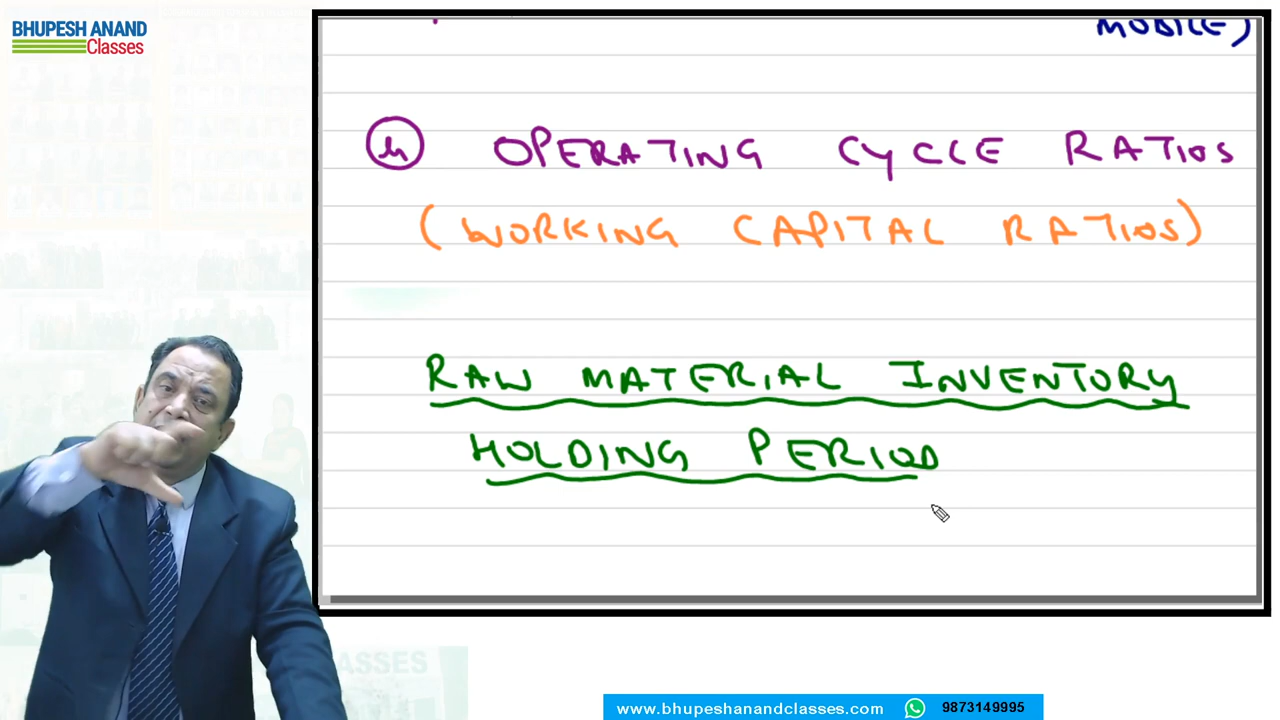 BHUPESH ANAND
Classes
MOBILE)
h OPERATING CYCLE RATIOS
(WORKING CAPITAL RATIOS)
RAW MATERIAL INVENTORY
HOLDING PERIOD
CLASSES
www.bhupeshanandclasses.com 9873149995